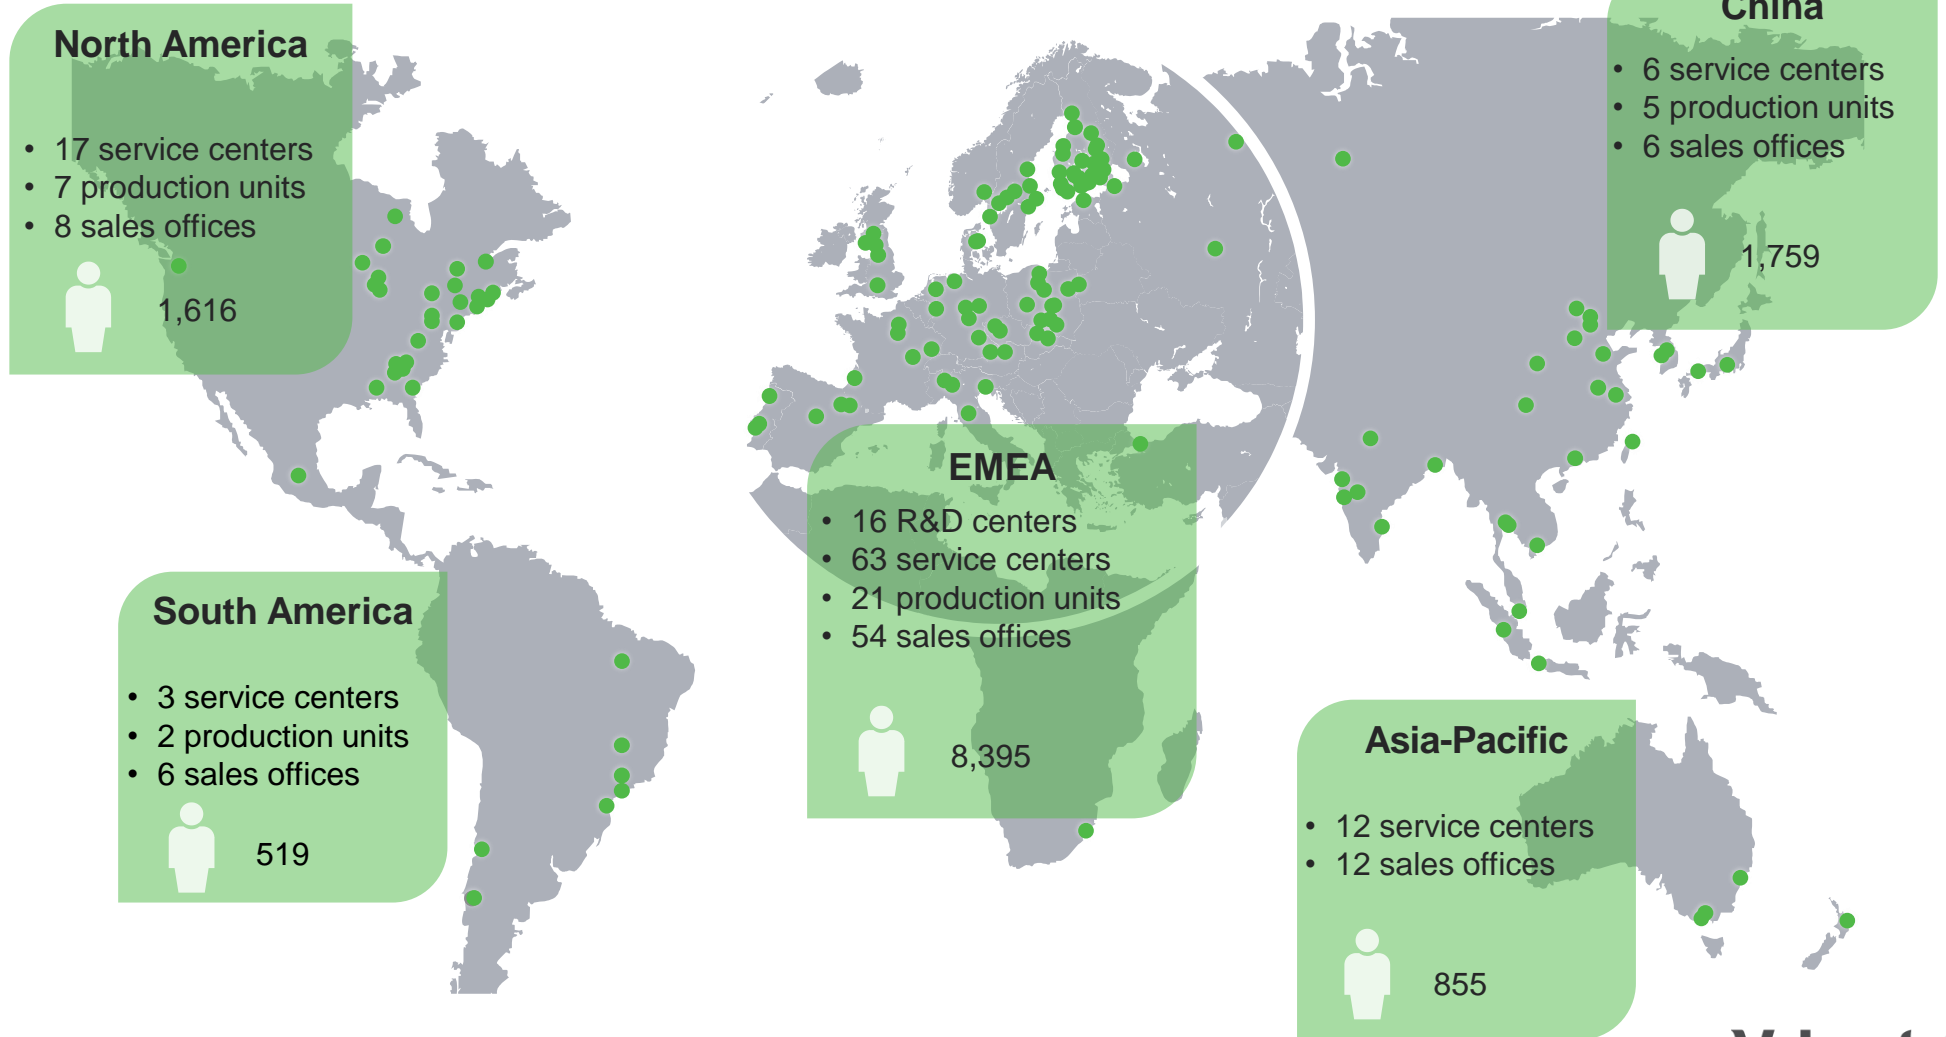 North America
• 17 service centers
• 7 production units
• 8 sales offices
1,616
China
• 6 service centers
• 5 production units
• 6 sales offices
1,759
EMEA
• 16 R&D centers
• 63 service centers
• 21 production units
• 54 sales offices
8,395
South America
• 3 service centers
• 2 production units
• 6 sales offices
519
Asia-Pacific
• 12 service centers
• 12 sales offices
855